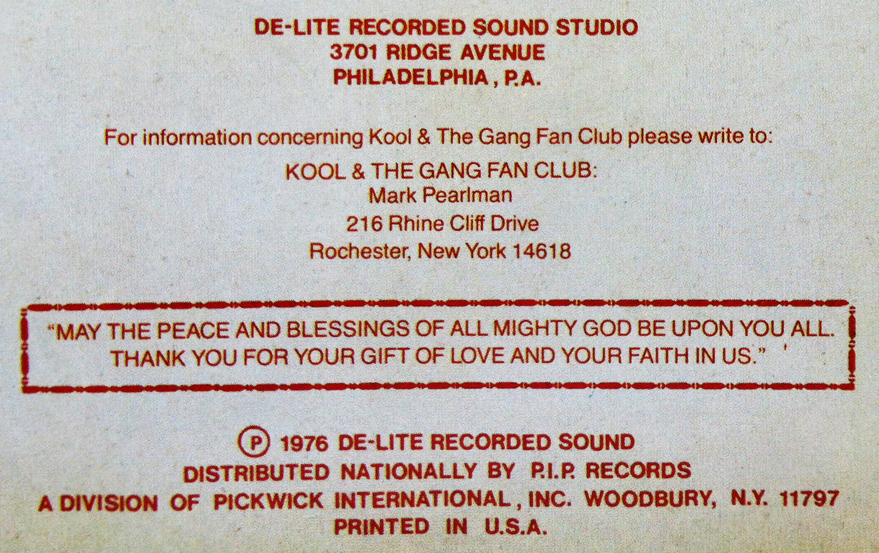 DE-LITE RECORDED SOUND STUDIO
3701 RIDGE AVENUE
PHILADELPHIA, P.A.
For information concerning Kool & The Gang Fan Club please write to:
KOOL & THE GANG FAN CLUB:
Mark Pearlman
216 Rhine Cliff Drive
Rochester, New York 14618
“MAY THE PEACE AND BLESSINGS OF ALL MIGHTY GOD BE UPON YOU ALL.
THANK YOU FOR YOUR GIFT OF LOVE AND YOUR FAITH IN US.”
Ⓟ 1976 DE-LITE RECORDED SOUND
DISTRIBUTED NATIONALLY BY P.I.P. RECORDS
A DIVISION OF PICKWICK INTERNATIONAL, INC. WOODBURY, N.Y. 11797
PRINTED IN U.S.A.